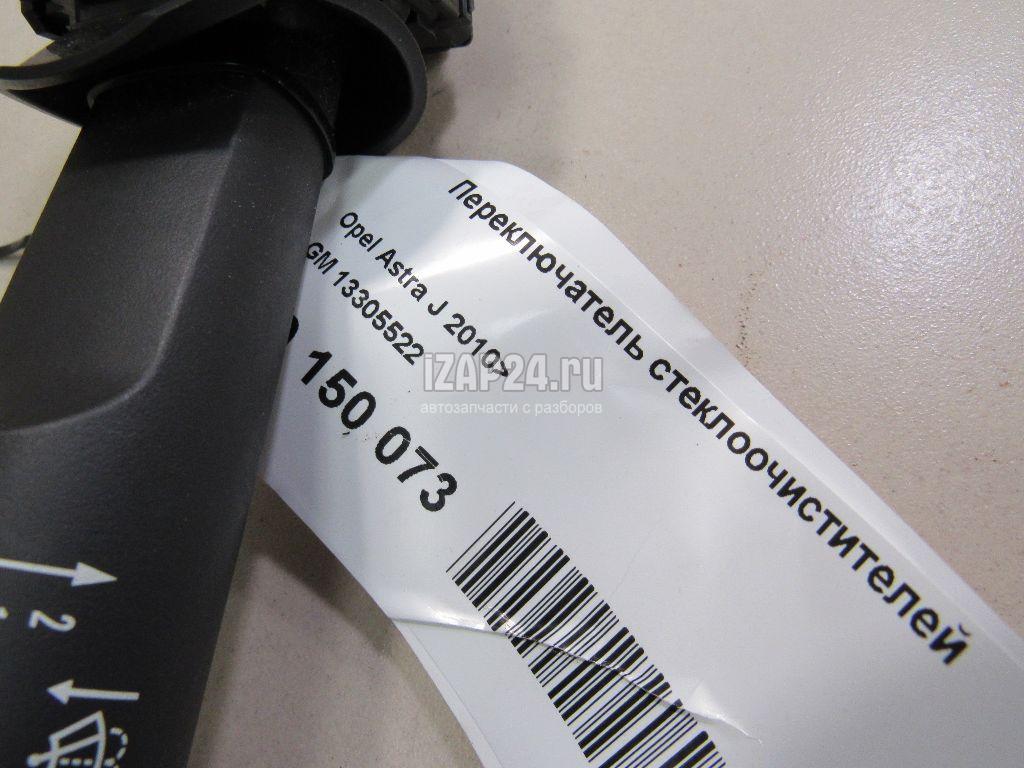 Переключатель стеклоочистителей
Opel Astra J 2010>
GM 13305522
150 073
iZAP24.ru
автозапчасти с разборов
2